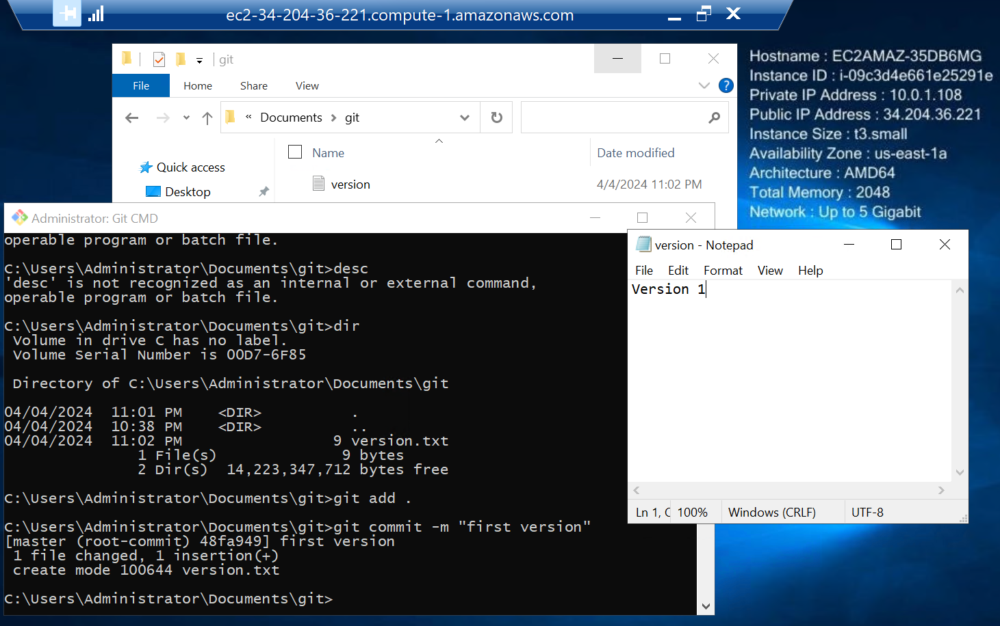 ec2-34-204-36-221.compute-1.amazonaws.com
git
File Home Share View
« Documents > git
Name Date modified
Quick access
Desktop
version 4/4/2024 11:02 PM
Hostname : EC2AMAZ-35DB6MG
Instance ID : i-09c3d4e661e25291e
Private IP Address : 10.0.1.108
Public IP Address : 34.204.36.221
Instance Size : t3.small
Availability Zone : us-east-1a
Architecture : AMD64
Total Memory : 2048
Network : Up to 5 Gigabit
Administrator: Git CMD
operable program or batch file.
C:\Users\Administrator\Documents\git>desc
'desc' is not recognized as an internal or external command,
operable program or batch file.
C:\Users\Administrator\Documents\git>dir
Volume in drive C has no label.
Volume Serial Number is 00D7-6F85
Directory of C:\Users\Administrator\Documents\git
04/04/2024 11:01 PM <DIR> .
04/04/2024 10:38 PM <DIR> ..
04/04/2024 11:02 PM 9 version.txt
1 File(s) 9 bytes
2 Dir(s) 14,223,347,712 bytes free
C:\Users\Administrator\Documents\git>git add .
C:\Users\Administrator\Documents\git>git commit -m "first version"
[master (root-commit) 48fa949] first version
1 file changed, 1 insertion(+)
create mode 100644 version.txt
C:\Users\Administrator\Documents\git>
version - Notepad
File Edit Format View Help
Version 1
Ln 1, C 100% Windows (CRLF) UTF-8